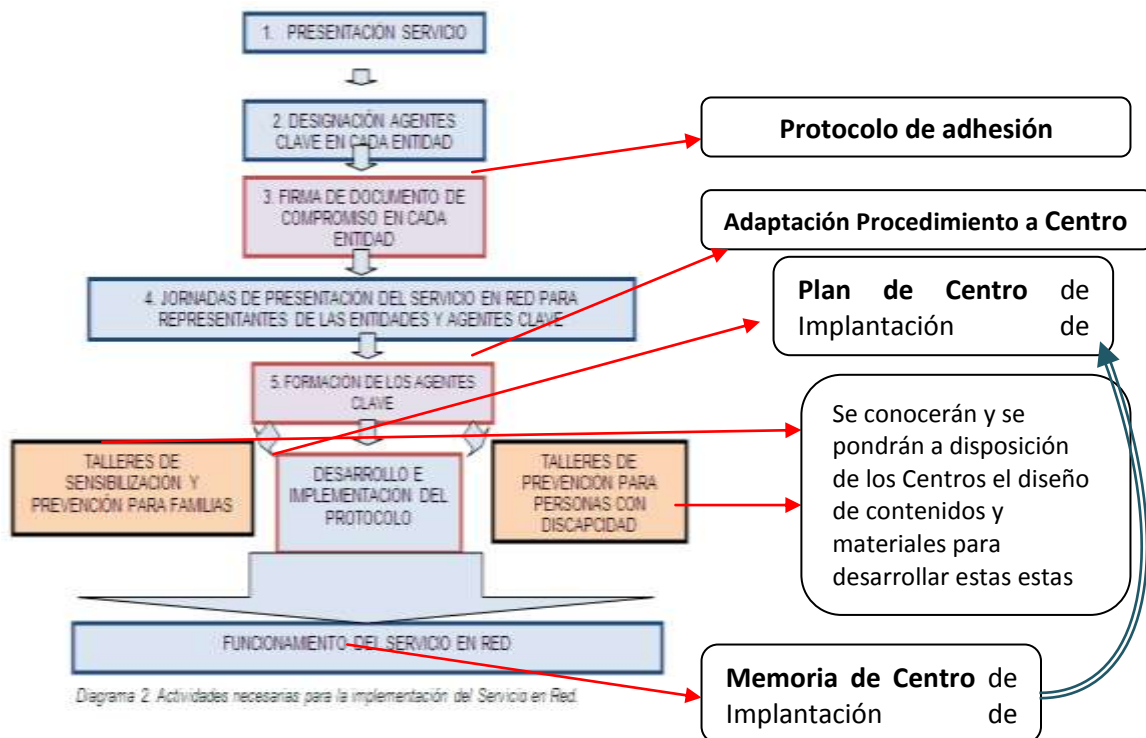 1. PRESENTACIÓN SERVICIO
2. DESIGNACIÓN AGENTES
CLAVE EN CADA ENTIDAD
3. FIRMA DE DOCUMENTO DE
COMPROMISO EN CADA
ENTIDAD
4. JORNADAS DE PRESENTACIÓN DEL SERVICIO EN RED PARA
REPRESENTANTES DE LAS ENTIDADES Y AGENTES CLAVE
5. FORMACIÓN DE LOS AGENTES
CLAVE
TALLERES DE
SENSIBILIZACIÓN Y
PREVENCIÓN PARA FAMILIAS
DESARROLLO E
IMPLEMENTACIÓN DEL
PROTOCOLO
TALLERES DE
PREVENCIÓN PARA
PERSONAS CON
DISCAPCIDAD
FUNCIONAMIENTO DEL SERVICIO EN RED
Diagrama 2. Actividades necesarias para la implementación del Servicio en Red.
Protocolo de adhesión
Adaptación Procedimiento a Centro
Plan de Centro de
Implantación de
Se conocerán y se
pondrán a disposición
de los Centros el diseño
de contenidos y
materiales para
desarrollar estas estas
Memoria de Centro de
Implantación de